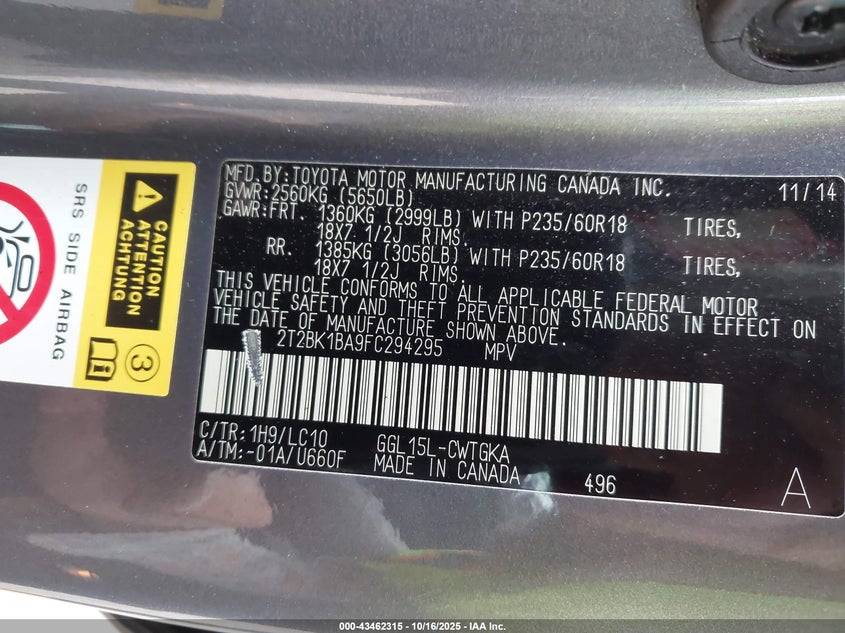 MFD.BY:TOYOTA MOTOR MANUFACTURING CANADA INC. 11/14
GVWR:2560KG (5650LB)
GAWR:FRT. 1360KG (2999LB) WITH P235/60R18 TIRES,
18X7 1/2J RIMS.
RR. 1385KG (3056LB) WITH P235/60R18 TIRES,
18X7 1/2J RIMS.
THIS VEHICLE CONFORMS TO ALL APPLICABLE FEDERAL MOTOR
VEHICLE SAFETY AND THEFT PREVENTION STANDARDS IN EFFECT ON
THE DATE OF MANUFACTURE SHOWN ABOVE.
2T2BK1BA9FC294295 MPV
C/TR:1H9/LC10 GGL15L-CWTGKA
A/TM:-01A/U660F MADE IN CANADA 496 A
SRS SIDE AIRBAG
CAUTION
ATTENTION
ACHTUNG
3
000-43462315 - 10/16/2025 - IAA Inc.